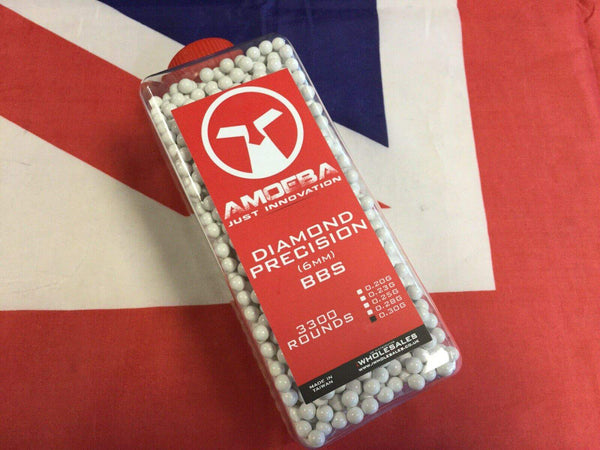 AMOEBA
JUST INNOVATION
DIAMOND
PRECISION
(6MM)
BBS
3300
ROUNDS
0.20G
0.23G
0.25G
0.28G
0.30G
MADE IN
TAIWAN
WHOLESALES